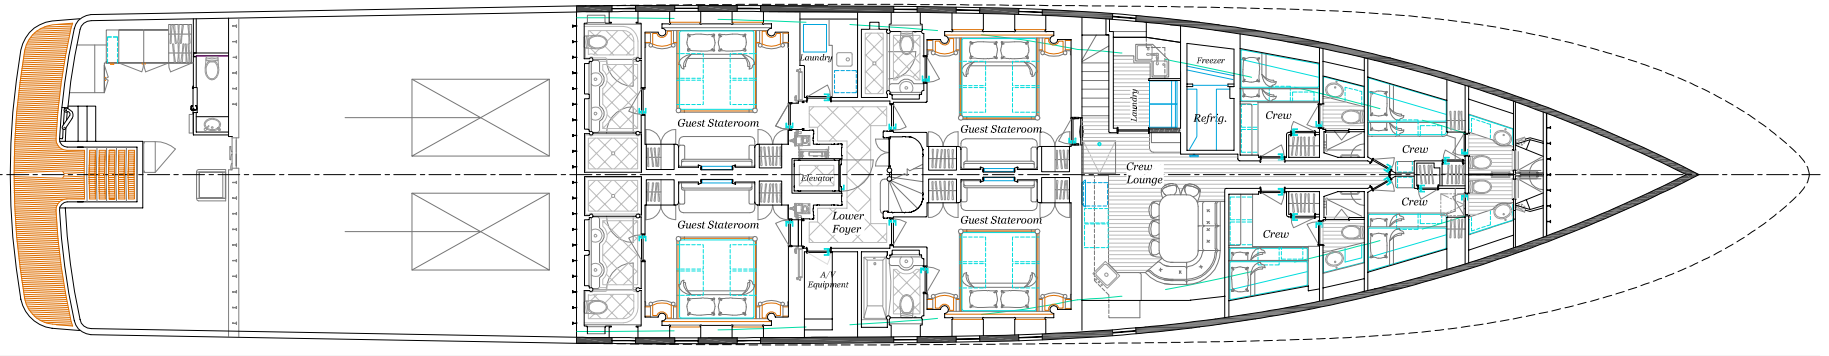 Laundry
Guest Stateroom
Guest Stateroom
Freezer
Laundry
Refrig.
Crew
Crew
Elevator
Crew
Lounge
Lower
Foyer
Guest Stateroom
Guest Stateroom
Crew
Crew
A/V
Equipment